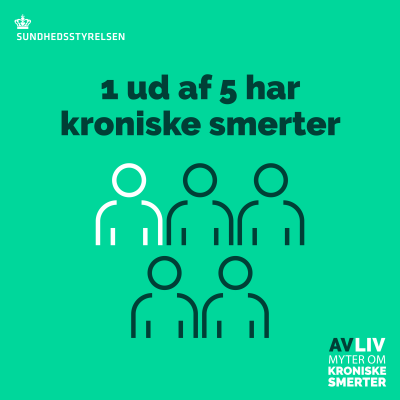 SUNDHEDSSTYRELSEN
1 ud af 5 har
kroniske smerter
AVLIV
MYTER OM
KRONISKE
SMERTER